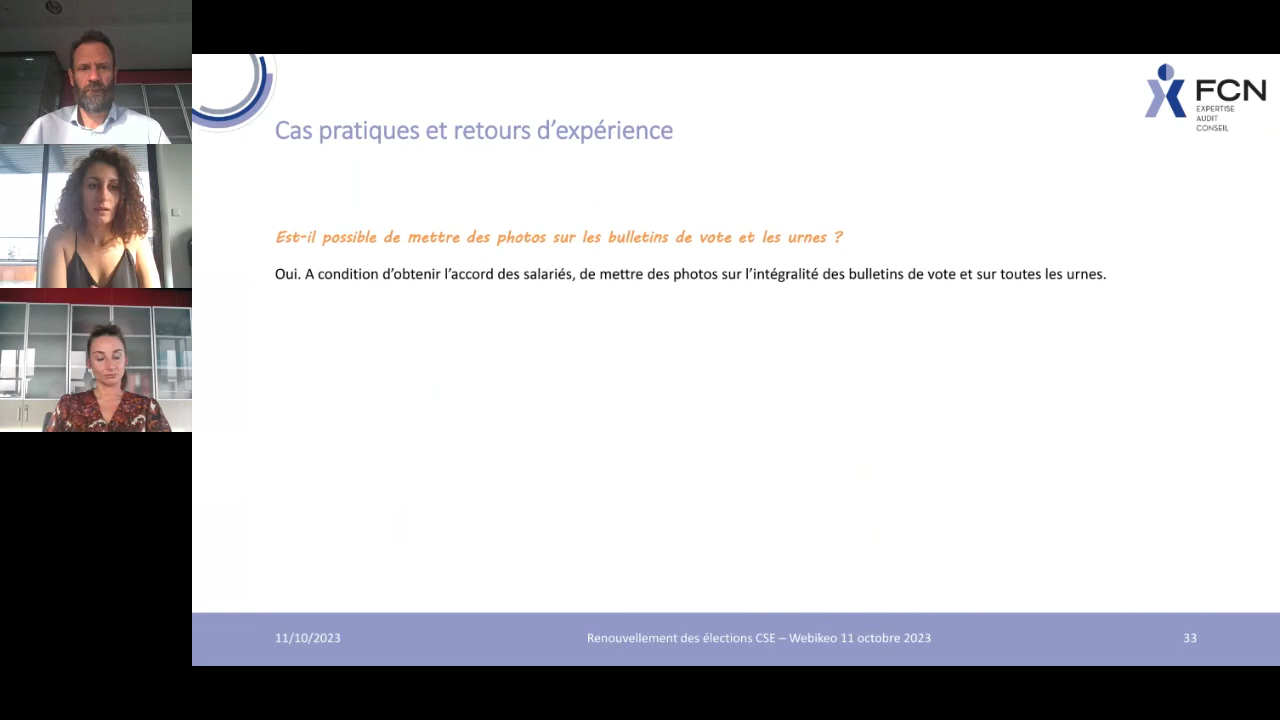 FCN
EXPERTISE
AUDIT
CONSEIL
Cas pratiques et retours d’expérience
Est-il possible de mettre des photos sur les bulletins de vote et les urnes ?
Oui. A condition d’obtenir l’accord des salariés, de mettre des photos sur l’intégralité des bulletins de vote et sur toutes les urnes.
11/10/2023
Renouvellement des élections CSE – Webikeo 11 octobre 2023
33